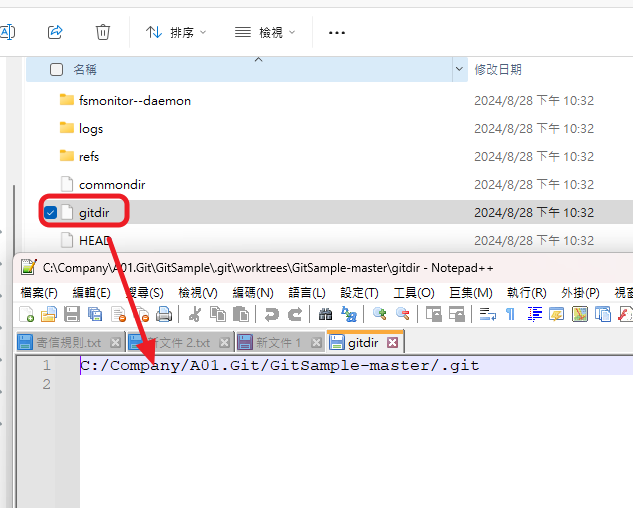 排序
檢視
名稱
修改日期
fsmonitor--daemon
2024/8/28 下午 10:32
logs
2024/8/28 下午 10:32
refs
2024/8/28 下午 10:32
commondir
2024/8/28 下午 10:32
gitdir
2024/8/28 下午 10:32
HEAD
2024/8/28 下午 10:32
C:\Company\A01.Git\GitSample\.git\worktrees\GitSample-master\gitdir - Notepad++
檔案(F) 編輯(E) 搜尋(S) 檢視(V) 編碼(N) 語言(L) 設定(T) 工具(O) 巨集(M) 執行(R) 外掛(P) 視窗
寄信規則.txt 新文件 2.txt 新文件 1 gitdir
1 C:/Company/A01.Git/GitSample-master/.git
2